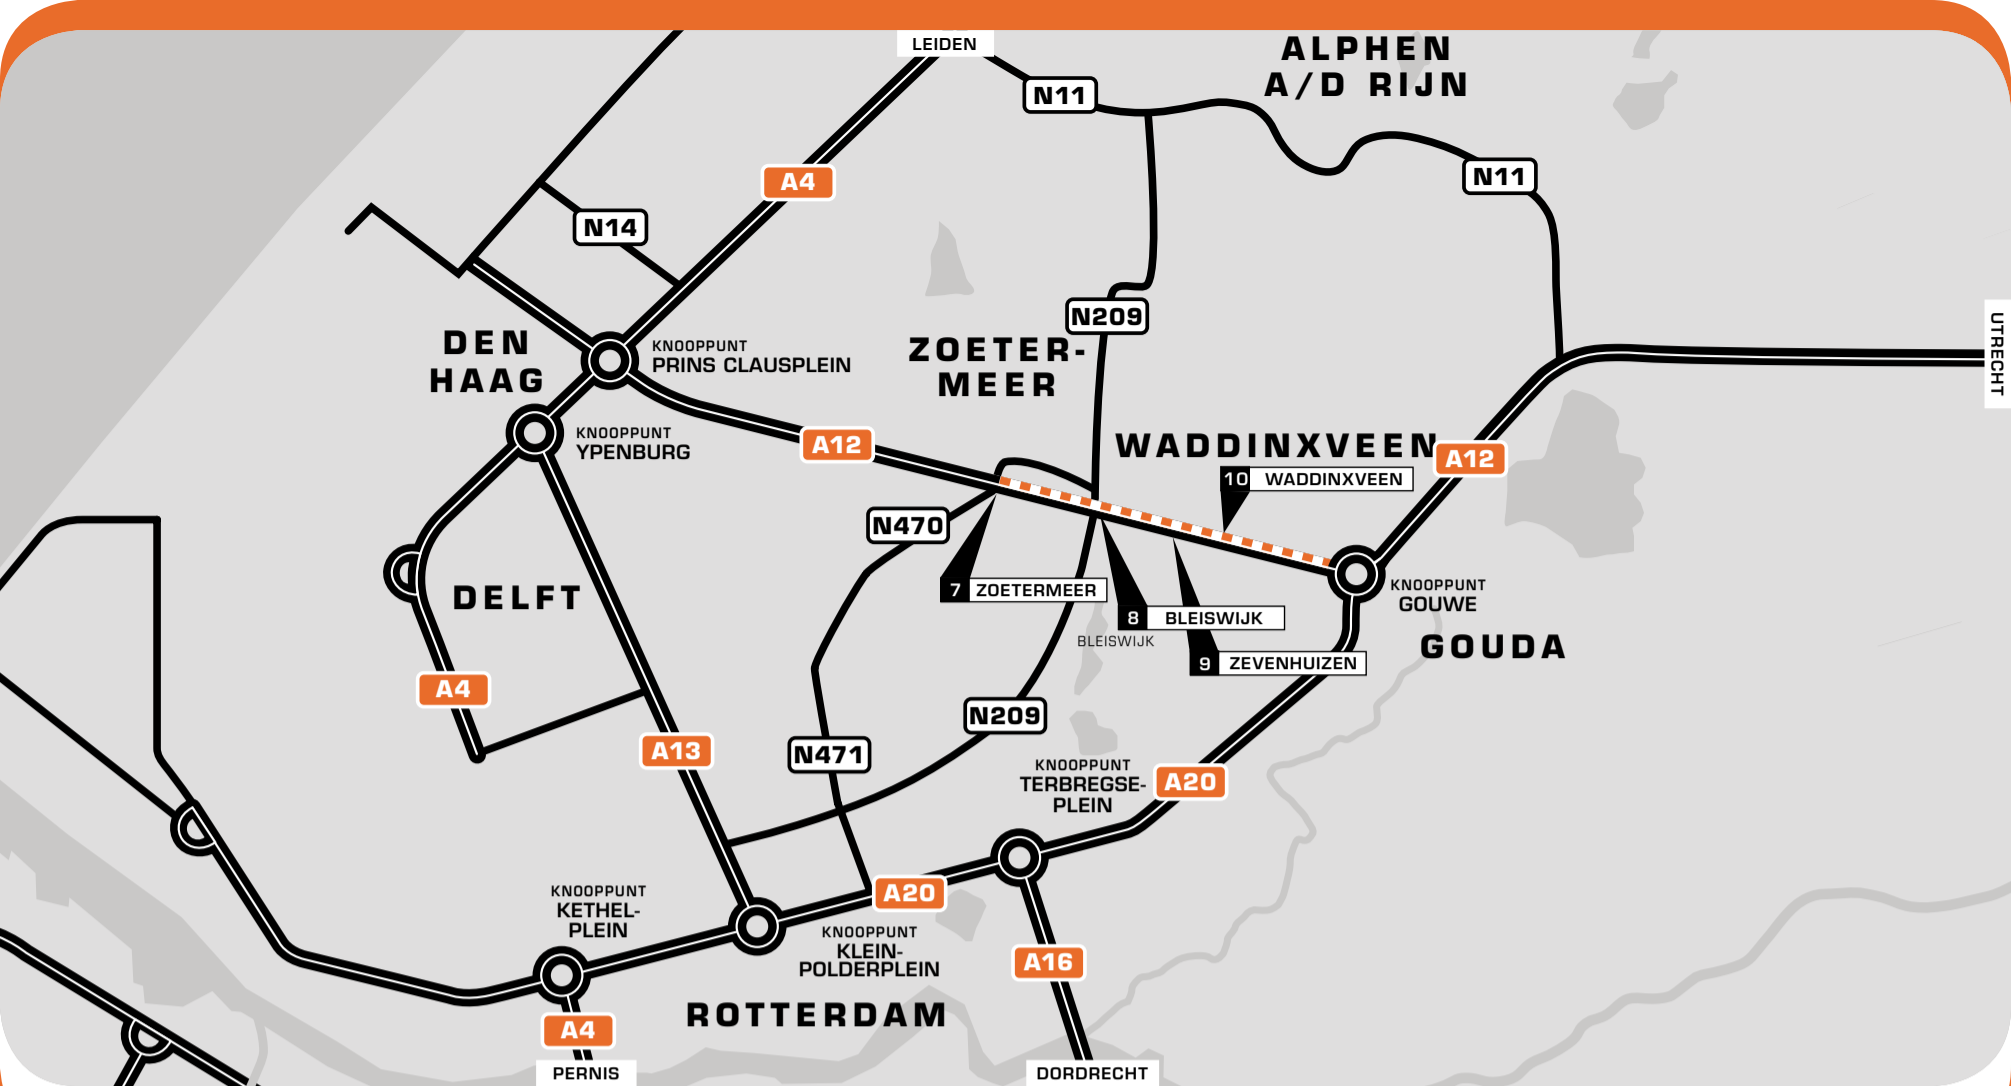 LEIDEN
ALPHEN
A/D RIJN
N11
N11
A4
N14
N209
UTRECHT
DEN
HAAG
KNOOPPUNT
PRINS CLAUSPLEIN
ZOETER-
MEER
KNOOPPUNT
YPENBURG
A12
WADDINXVEEN
A12
10 WADDINXVEEN
N470
7 ZOETERMEER
DELFT
KNOOPPUNT
GOUWE
8 BLEISWIJK
BLEISWIJK
GOUDA
9 ZEVENHUIZEN
A4
N209
A13
N471
KNOOPPUNT
TERBREGSE-
PLEIN
A20
KNOOPPUNT
KETHEL-
PLEIN
A20
KNOOPPUNT
KLEIN-
POLDERPLEIN
A16
ROTTERDAM
A4
PERNIS
DORDRECHT